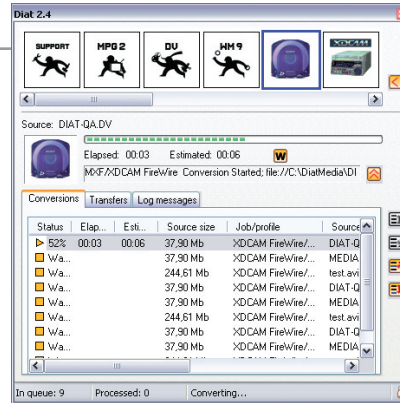 Diat 2.4
SUPPORT MPG 2 DV WM 9 XDCAM
Source: DIAT-QA.DV
Elapsed: 00:03 Estimated: 00:06 W
MXF/XDCAM FireWire Conversion Started; file://C:\DiatMedia\DI
Conversions Transfers Log messages
Status Elap... Esti... Source size Job/profile Source
52% 00:03 00:06 37,90 Mb XDCAM FireWire/... DIAT-Q
Wa... 37,90 Mb XDCAM FireWire/... MEDIA
Wa... 244,61 Mb XDCAM FireWire/... test.avi
Wa... 37,90 Mb XDCAM FireWire/... DIAT-Q
Wa... 37,90 Mb XDCAM FireWire/... MEDIA
Wa... 244,61 Mb XDCAM FireWire/... test.avi
Wa... 37,90 Mb XDCAM FireWire/... DIAT-Q
Wa... 37,90 Mb XDCAM FireWire/... MEDIA
In queue: 9 Processed: 0 Converting...